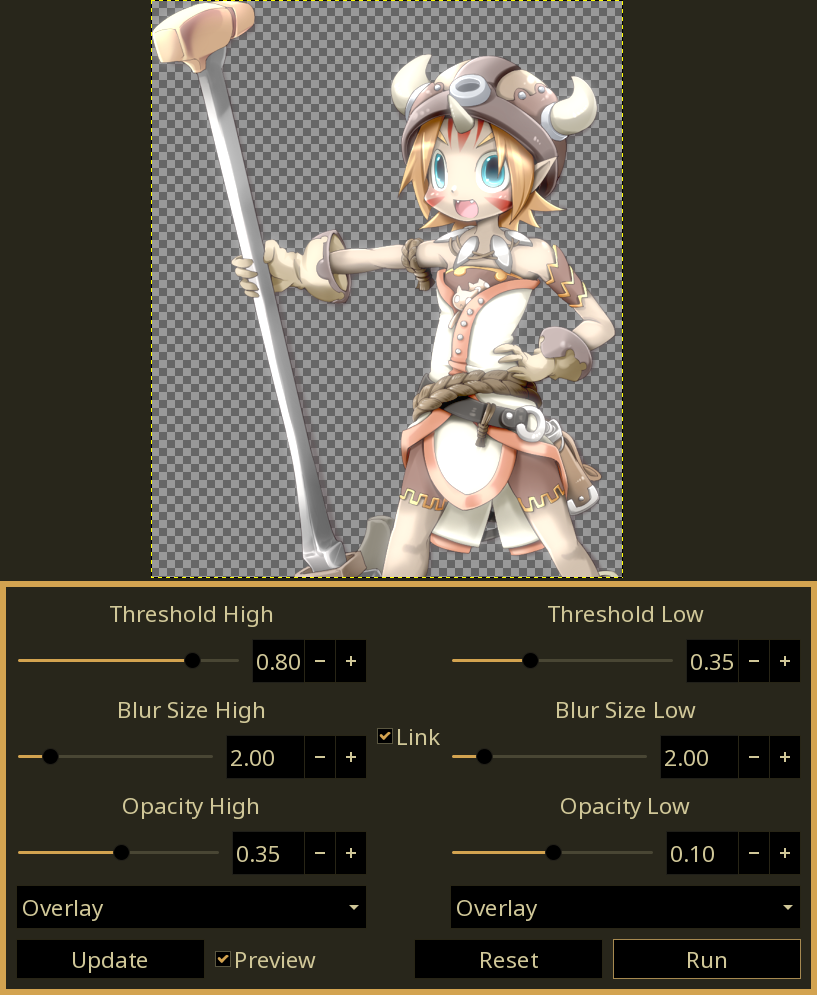 Threshold High
Threshold Low
0.80
0.35
Blur Size High
Blur Size Low
Link
2.00
2.00
Opacity High
Opacity Low
0.35
0.10
Overlay
Overlay
Update
Preview
Reset
Run